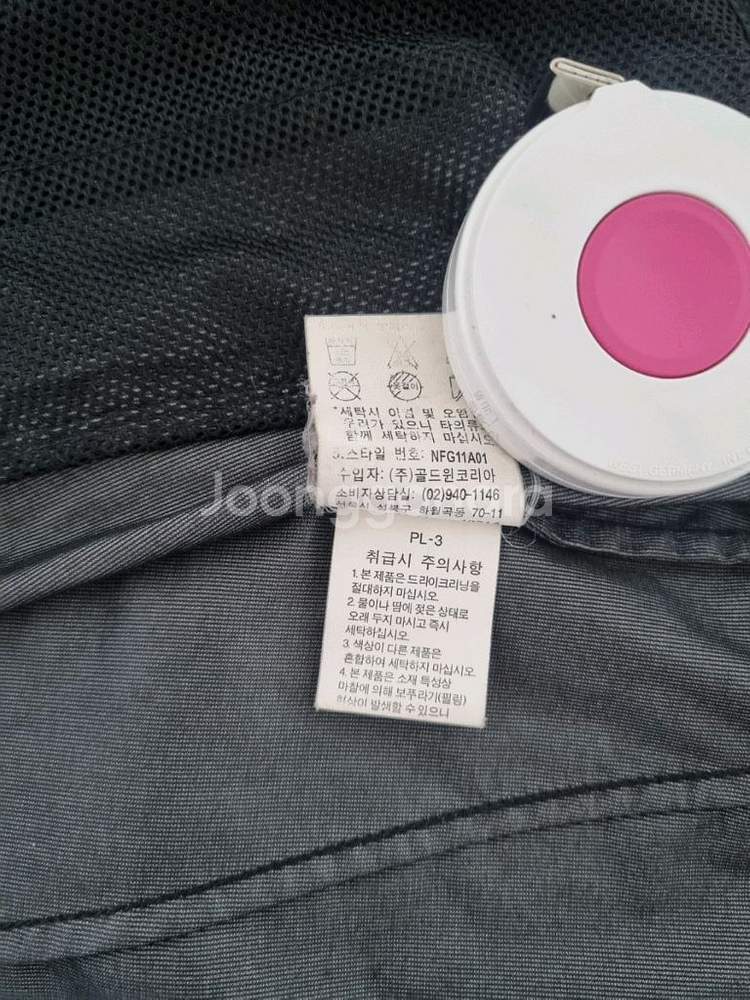 *세탁시 이염 및 오염
우려가 있으니 타의류
함께 세탁하지 마십시오
스타일 번호: NFG11A01
수입자: (주)골드윈코리아
소비자상담실: (02)940-1146
성북구 하월곡동 70-11
Joongg
PL-3
취급시 주의사항
1. 본 제품은 드라이크리닝을
절대하지 마십시오.
2. 물이나 땀에 젖은 상태로
오래 두지 마시고 즉시
세탁하십시오.
3. 색상이 다른 제품은
혼합하여 세탁하지 마십시오.
4. 본 제품은 소재 특성상
마찰에 의해 보푸라기(필링)
현상이 발생할 수 있으니